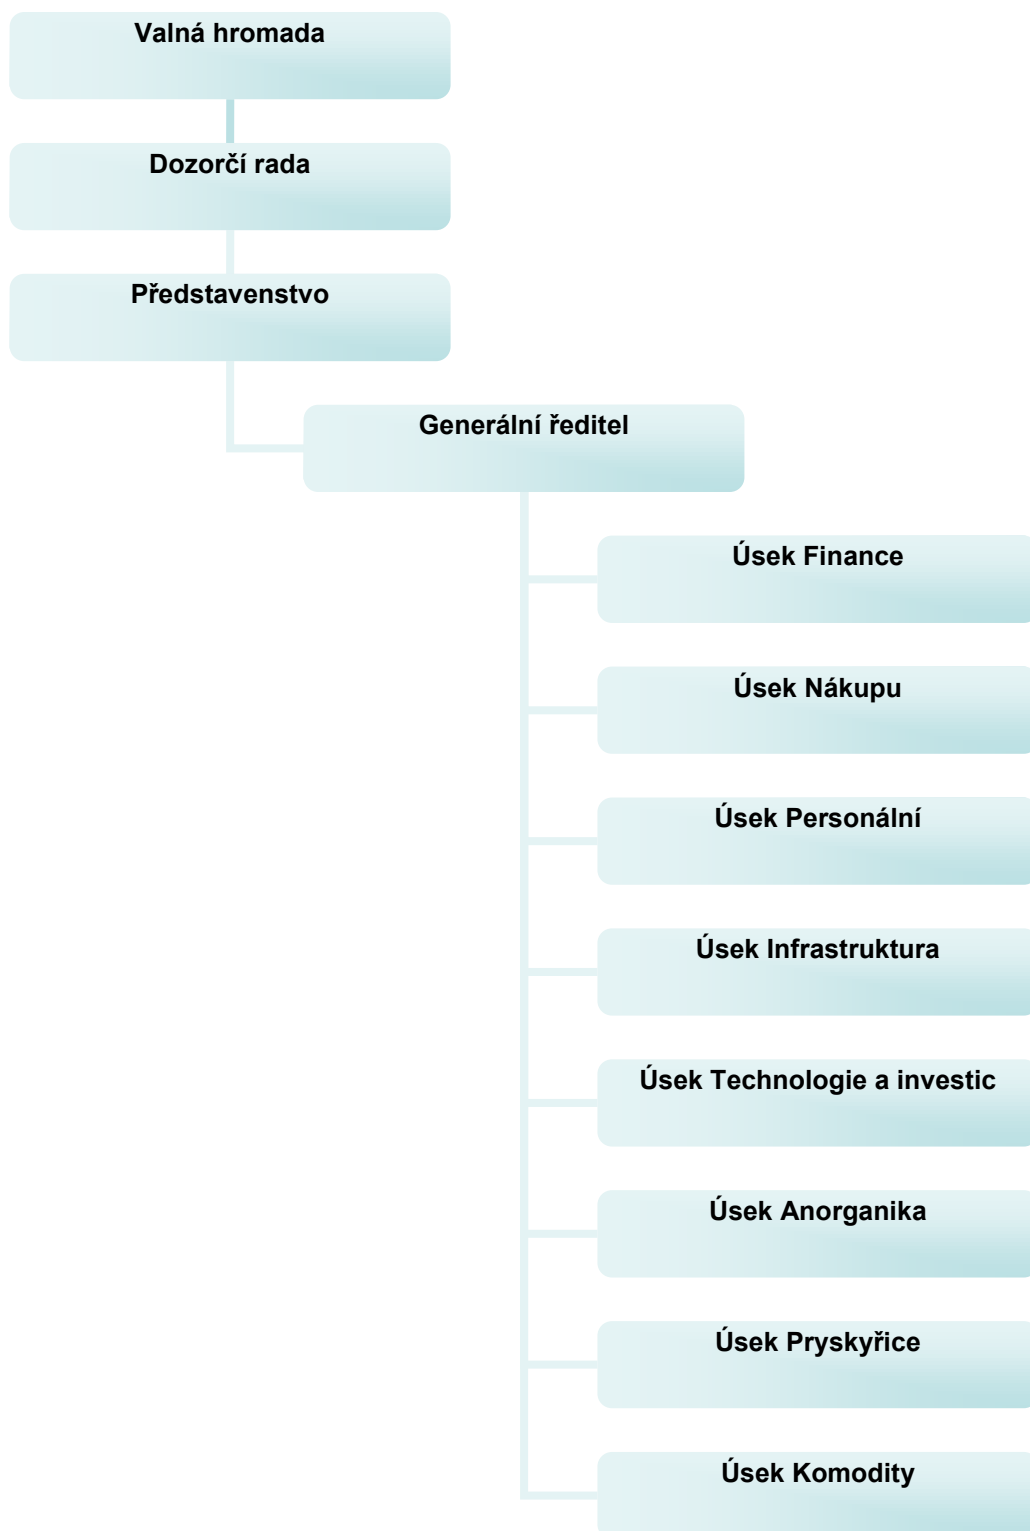 Valná hromada
Dozorčí rada
Představenstvo
Generální ředitel
Úsek Finance
Úsek Nákupu
Úsek Personální
Úsek Infrastruktura
Úsek Technologie a investic
Úsek Anorganika
Úsek Pryskyřice
Úsek Komodity